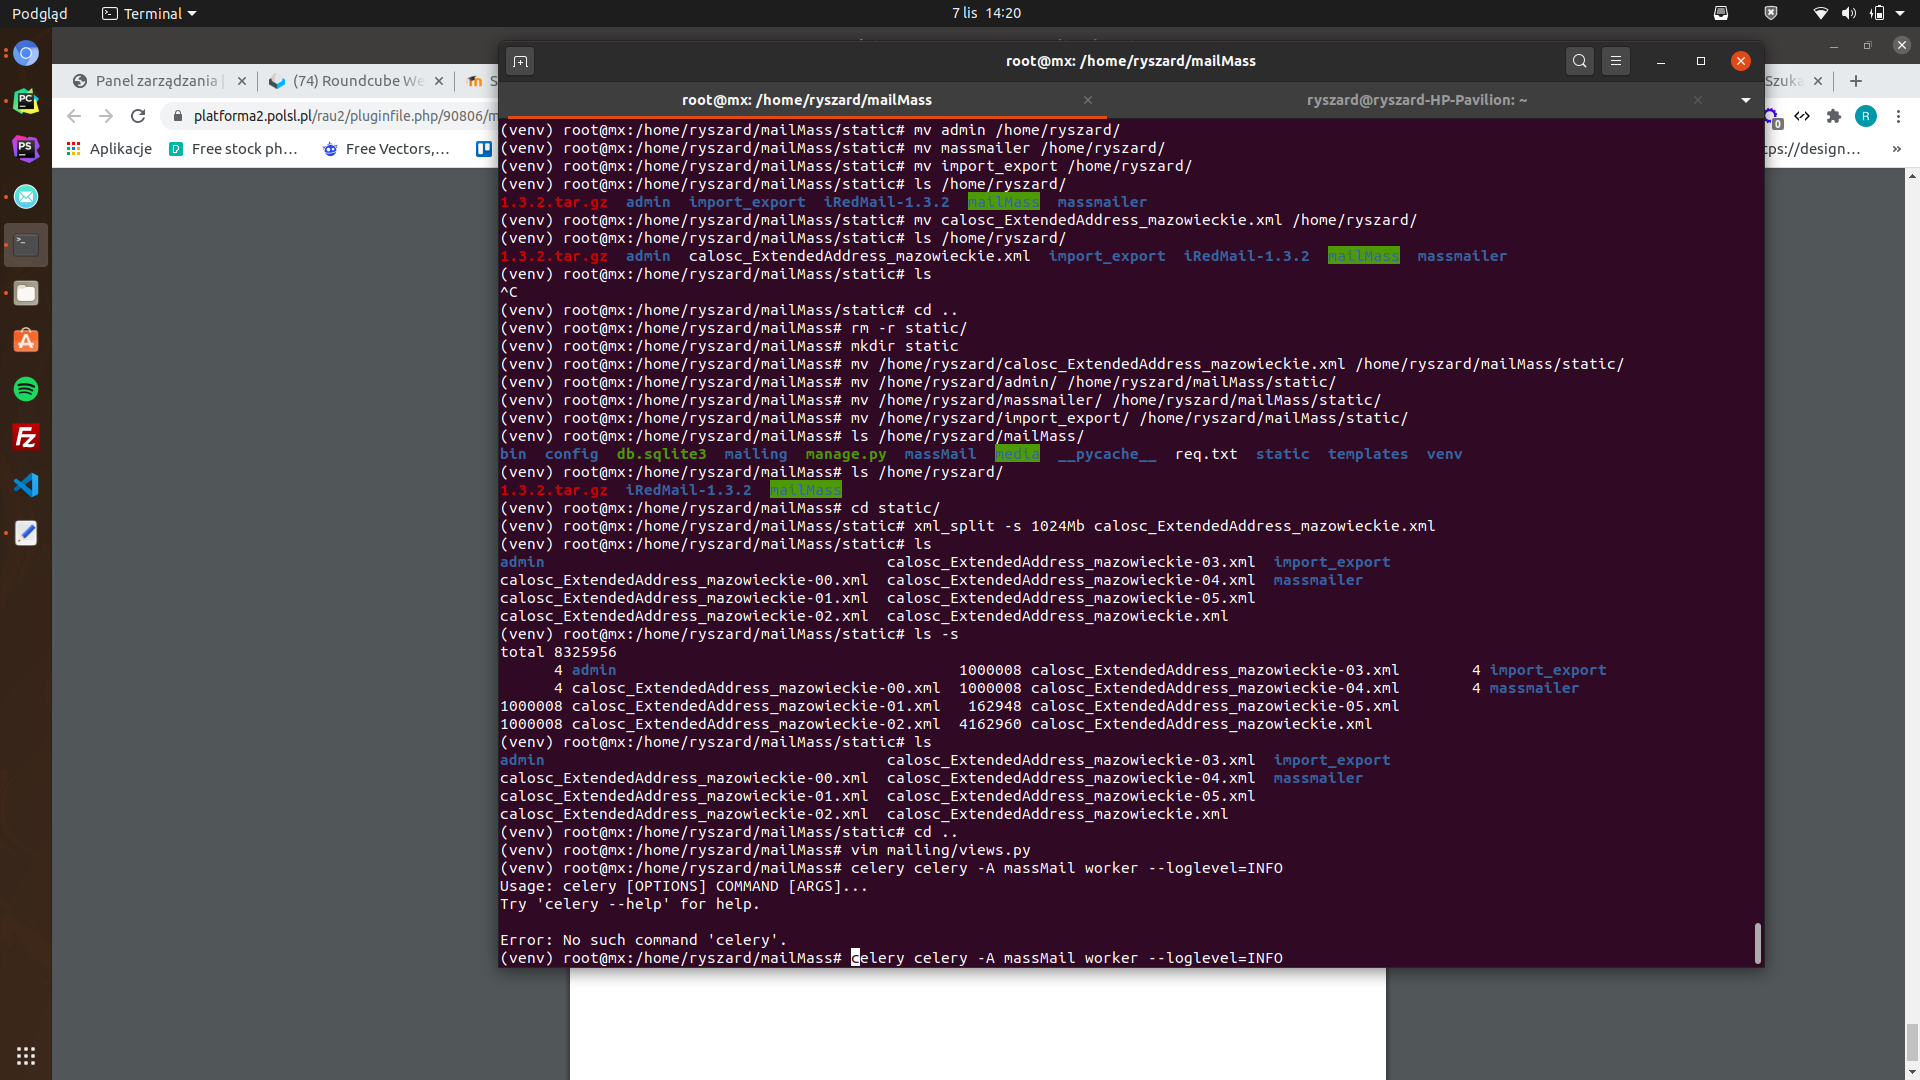 Podgląd
Terminal
7 lis 14:20
root@mx: /home/ryszard/mailMass
Panel zarządzania |
(74) Roundcube We
S
Szuka
root@mx: /home/ryszard/mailMass
ryszard@ryszard-HP-Pavilion: ~
platforma2.polsl.pl/rau2/pluginfile.php/90806/m
0
R
Aplikacje
Free stock ph...
Free Vectors,...
tps://design...
»
(venv) root@mx:/home/ryszard/mailMass/static# mv admin /home/ryszard/
(venv) root@mx:/home/ryszard/mailMass/static# mv massmailer /home/ryszard/
(venv) root@mx:/home/ryszard/mailMass/static# mv import_export /home/ryszard/
(venv) root@mx:/home/ryszard/mailMass/static# ls /home/ryszard/
1.3.2.tar.gz admin import_export iRedMail-1.3.2 mailMass massmailer
(venv) root@mx:/home/ryszard/mailMass/static# mv calosc_ExtendedAddress_mazowieckie.xml /home/ryszard/
(venv) root@mx:/home/ryszard/mailMass/static# ls /home/ryszard/
1.3.2.tar.gz admin calosc_ExtendedAddress_mazowieckie.xml import_export iRedMail-1.3.2 mailMass massmailer
(venv) root@mx:/home/ryszard/mailMass/static# ls
^C
(venv) root@mx:/home/ryszard/mailMass/static# cd ..
(venv) root@mx:/home/ryszard/mailMass# rm -r static/
(venv) root@mx:/home/ryszard/mailMass# mkdir static
(venv) root@mx:/home/ryszard/mailMass# mv /home/ryszard/calosc_ExtendedAddress_mazowieckie.xml /home/ryszard/mailMass/static/
(venv) root@mx:/home/ryszard/mailMass# mv /home/ryszard/admin/ /home/ryszard/mailMass/static/
(venv) root@mx:/home/ryszard/mailMass# mv /home/ryszard/massmailer/ /home/ryszard/mailMass/static/
(venv) root@mx:/home/ryszard/mailMass# mv /home/ryszard/import_export/ /home/ryszard/mailMass/static/
(venv) root@mx:/home/ryszard/mailMass# ls /home/ryszard/mailMass/
bin config db.sqlite3 mailing manage.py massMail media __pycache__ req.txt static templates venv
(venv) root@mx:/home/ryszard/mailMass# ls /home/ryszard/
1.3.2.tar.gz iRedMail-1.3.2 mailMass
(venv) root@mx:/home/ryszard/mailMass# cd static/
(venv) root@mx:/home/ryszard/mailMass/static# xml_split -s 1024Mb calosc_ExtendedAddress_mazowieckie.xml
(venv) root@mx:/home/ryszard/mailMass/static# ls
admin calosc_ExtendedAddress_mazowieckie-03.xml import_export
calosc_ExtendedAddress_mazowieckie-00.xml calosc_ExtendedAddress_mazowieckie-04.xml massmailer
calosc_ExtendedAddress_mazowieckie-01.xml calosc_ExtendedAddress_mazowieckie-05.xml
calosc_ExtendedAddress_mazowieckie-02.xml calosc_ExtendedAddress_mazowieckie.xml
(venv) root@mx:/home/ryszard/mailMass/static# ls -s
total 8325956
4 admin 1000008 calosc_ExtendedAddress_mazowieckie-03.xml 4 import_export
4 calosc_ExtendedAddress_mazowieckie-00.xml 1000008 calosc_ExtendedAddress_mazowieckie-04.xml 4 massmailer
1000008 calosc_ExtendedAddress_mazowieckie-01.xml 162948 calosc_ExtendedAddress_mazowieckie-05.xml
1000008 calosc_ExtendedAddress_mazowieckie-02.xml 4162960 calosc_ExtendedAddress_mazowieckie.xml
(venv) root@mx:/home/ryszard/mailMass/static# ls
admin calosc_ExtendedAddress_mazowieckie-03.xml import_export
calosc_ExtendedAddress_mazowieckie-00.xml calosc_ExtendedAddress_mazowieckie-04.xml massmailer
calosc_ExtendedAddress_mazowieckie-01.xml calosc_ExtendedAddress_mazowieckie-05.xml
calosc_ExtendedAddress_mazowieckie-02.xml calosc_ExtendedAddress_mazowieckie.xml
(venv) root@mx:/home/ryszard/mailMass/static# cd ..
(venv) root@mx:/home/ryszard/mailMass# vim mailing/views.py
(venv) root@mx:/home/ryszard/mailMass# celery celery -A massMail worker --loglevel=INFO
Usage: celery [OPTIONS] COMMAND [ARGS]...
Try 'celery --help' for help.
Error: No such command 'celery'.
(venv) root@mx:/home/ryszard/mailMass# celery celery -A massMail worker --loglevel=INFO